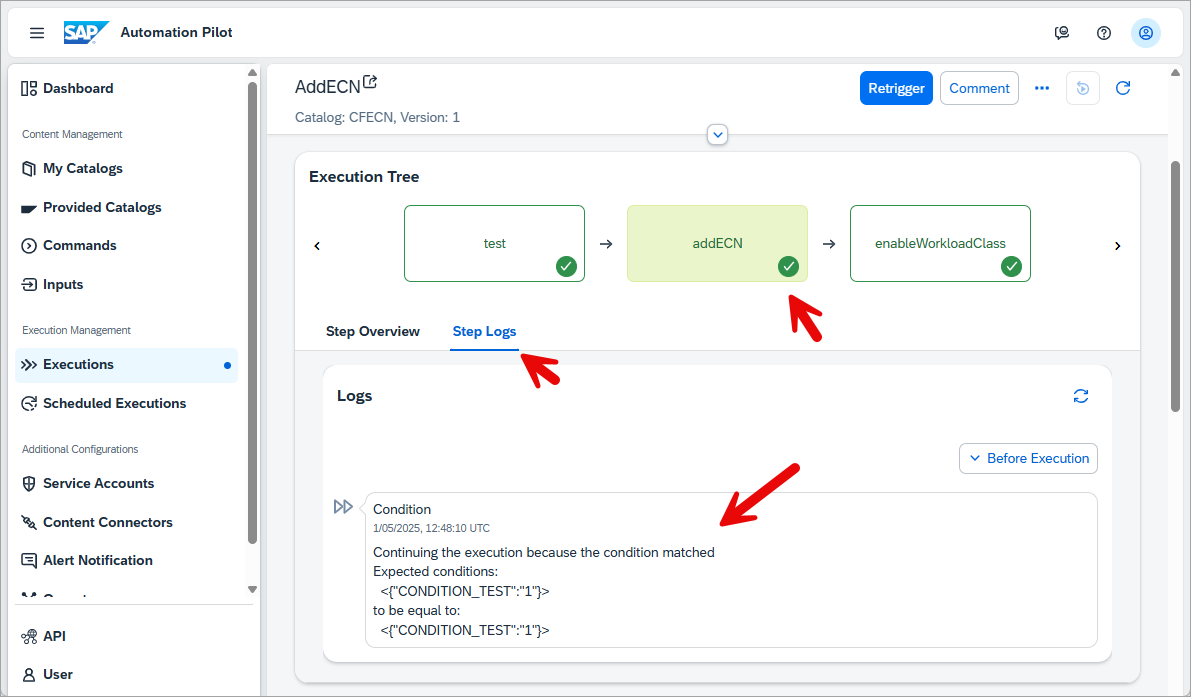 SAP Automation Pilot
Dashboard
Content Management
My Catalogs
Provided Catalogs
Commands
Inputs
Execution Management
Executions
Scheduled Executions
Additional Configurations
Service Accounts
Content Connectors
Alert Notification
API
User
AddECN
Retrigger
Comment
Catalog: CFECN, Version: 1
Execution Tree
test
addECN
enableWorkloadClass
Step Overview
Step Logs
Logs
Before Execution
Condition
1/05/2025, 12:48:10 UTC
Continuing the execution because the condition matched
Expected conditions:
<{"CONDITION_TEST":"1"}>
to be equal to:
<{"CONDITION_TEST":"1"}>